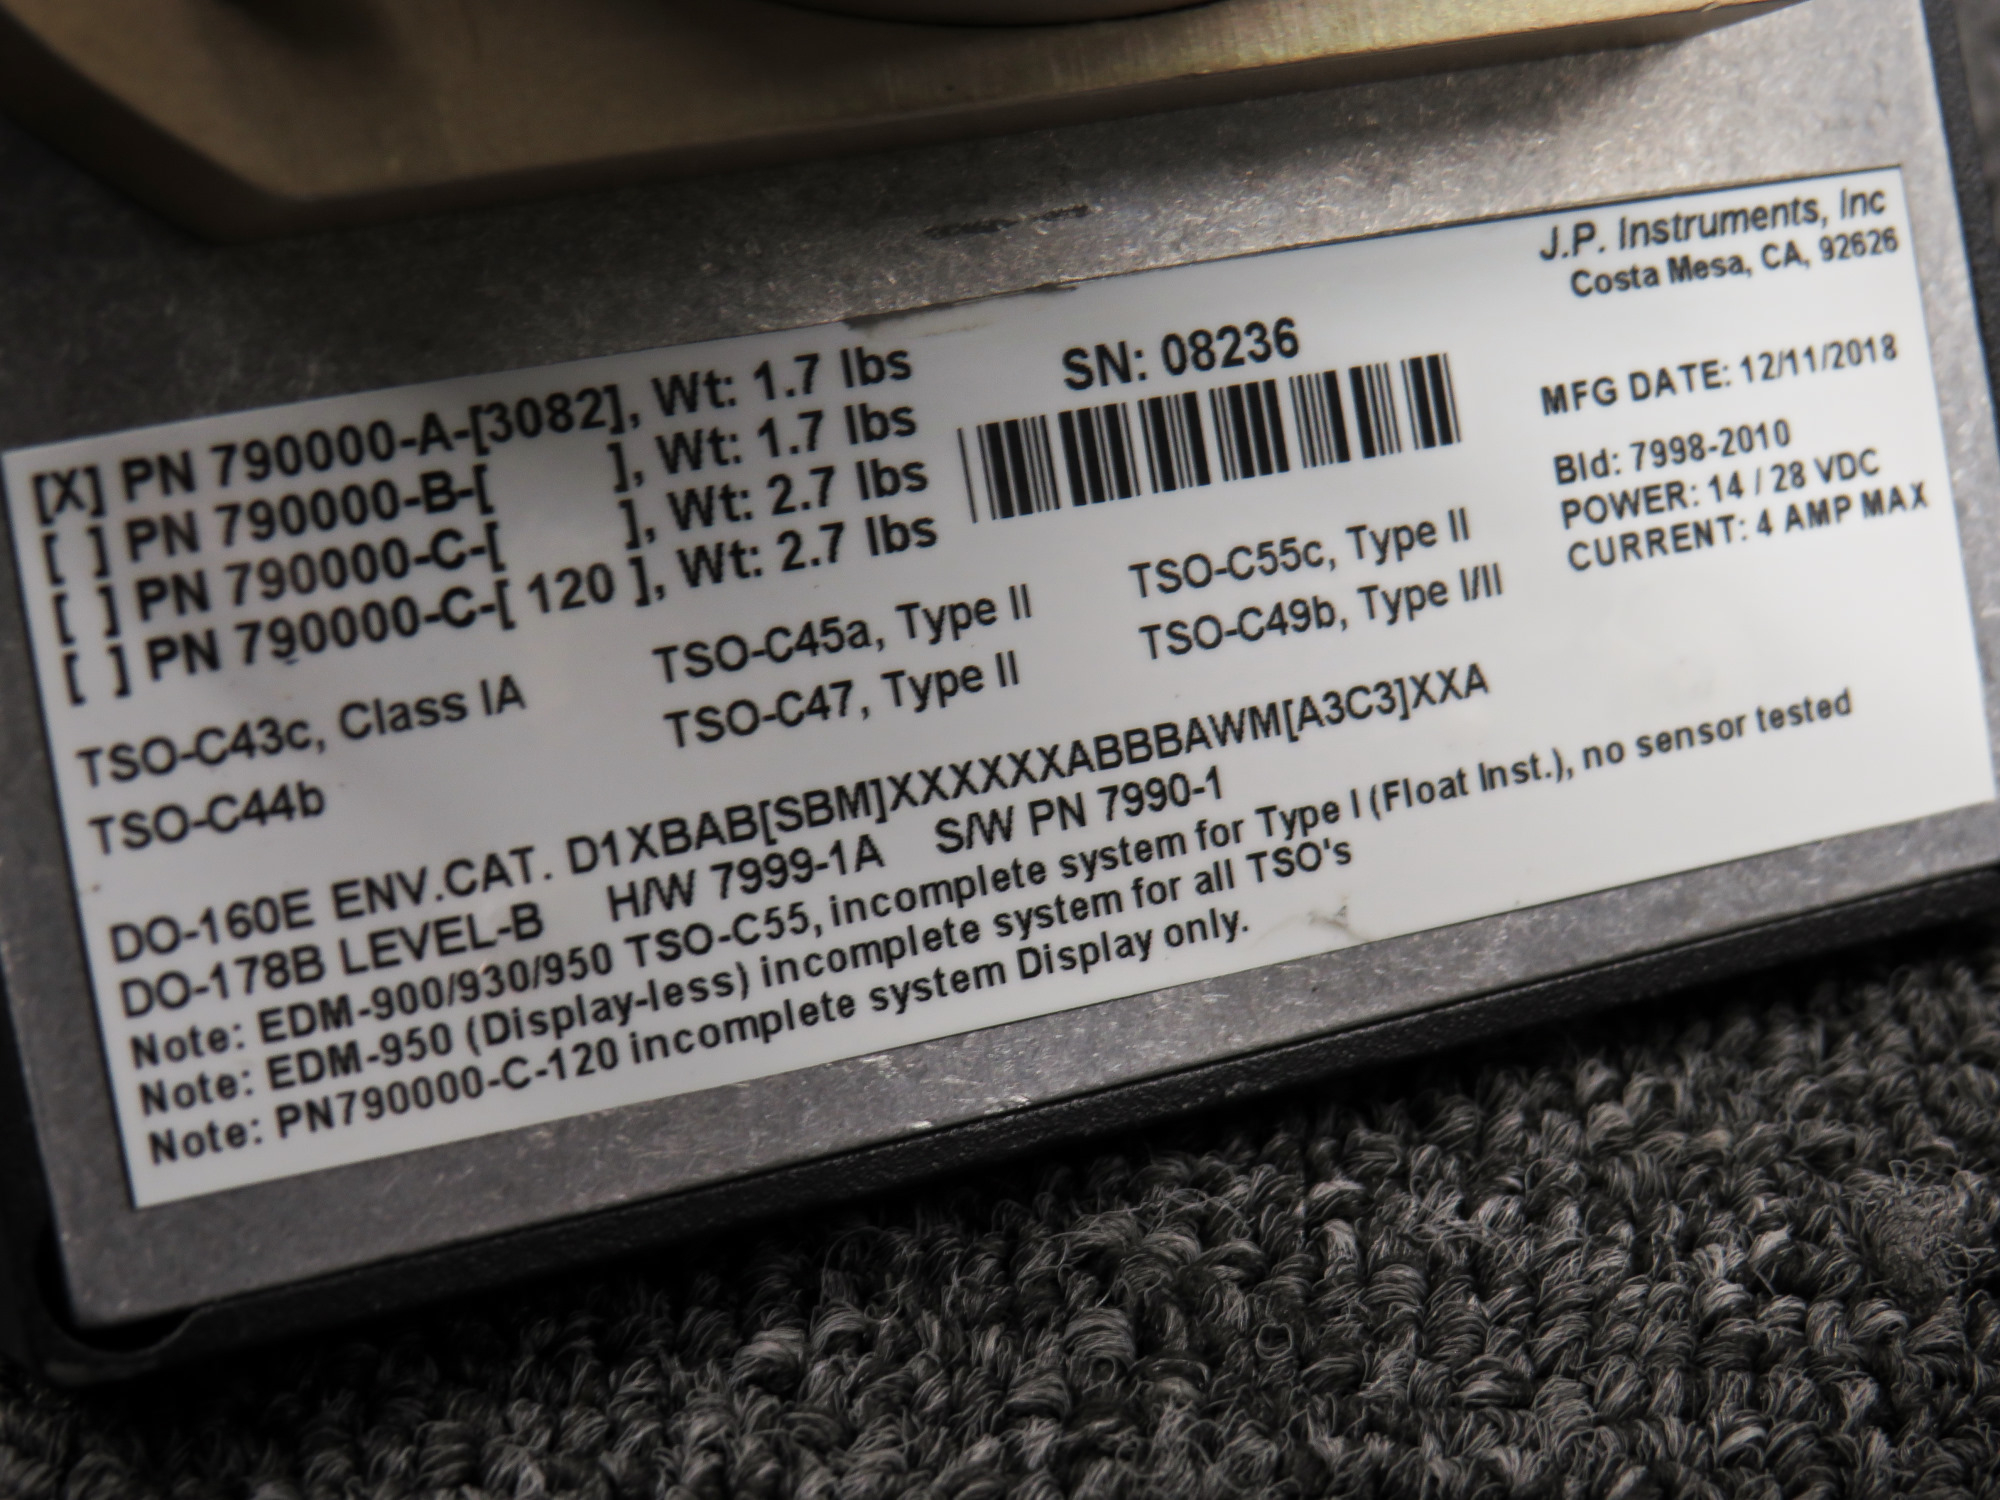 J.P. Instruments, Inc
Costa Mesa, CA, 92626
[X] PN 790000-A-[3082], Wt: 1.7 lbs
[ ] PN 790000-B-[ ], Wt: 1.7 lbs
[ ] PN 790000-C-[ ], Wt: 2.7 lbs
[ ] PN 790000-C-[ 120 ], Wt: 2.7 lbs
SN: 08236
MFG DATE: 12/11/2018
Bld: 7998-2010
POWER: 14 / 28 VDC
CURRENT: 4 AMP MAX
TSO-C43c, Class IA
TSO-C44b
TSO-C45a, Type II
TSO-C47, Type II
TSO-C55c, Type II
TSO-C49b, Type I/II
DO-160E ENV.CAT. D1XBAB[SBM]XXXXXXABBBAWM[A3C3]XXA
DO-178B LEVEL-B H/W 7999-1A S/W PN 7990-1
Note: EDM-900/930/950 TSO-C55, incomplete system for Type I (Float Inst.), no sensor tested
Note: EDM-950 (Display-less) incomplete system for all TSO's
Note: PN790000-C-120 incomplete system Display only.